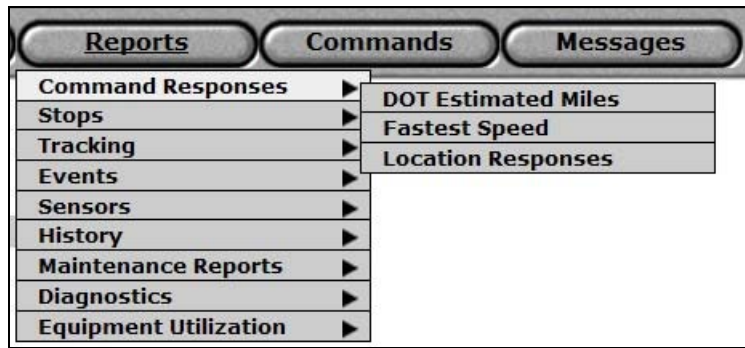 Reports Commands Messages
Command Responses
Stops
Tracking
Events
Sensors
History
Maintenance Reports
Diagnostics
Equipment Utilization
DOT Estimated Miles
Fastest Speed
Location Responses